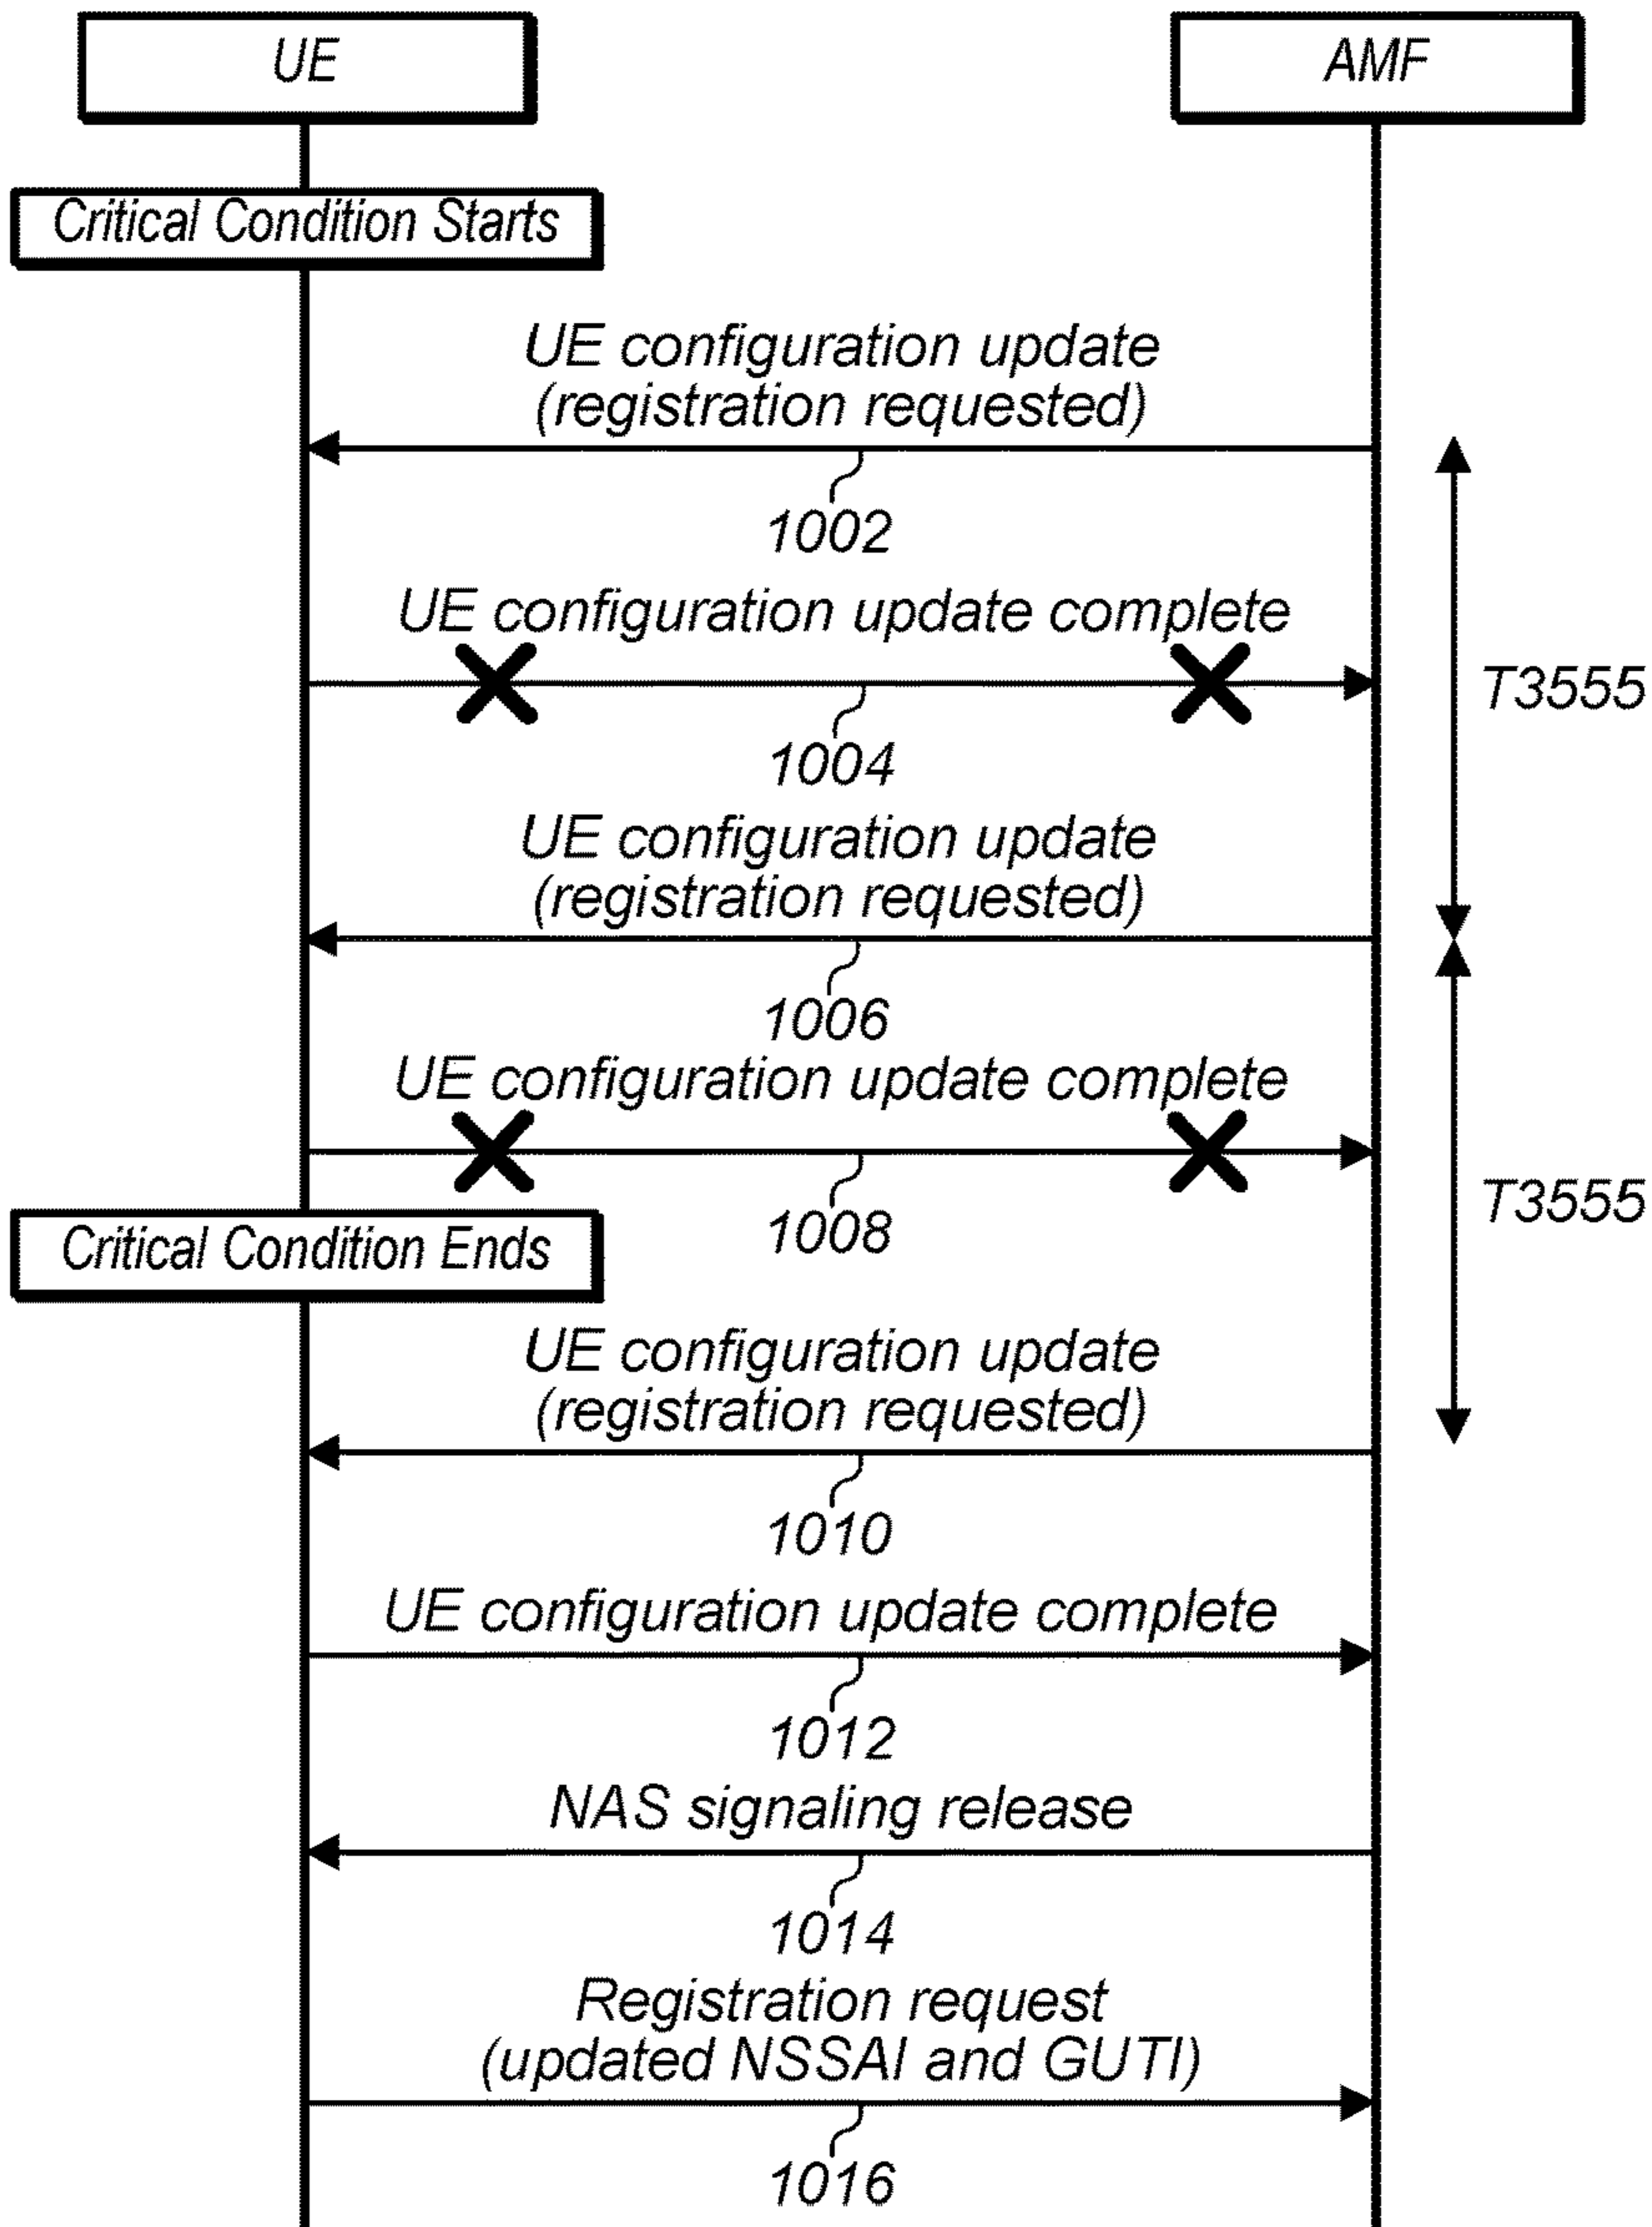 UE
AMF
Critical Condition Starts
UE configuration update
(registration requested)
1002
UE configuration update complete
T3555
1004
UE configuration update
(registration requested)
1006
UE configuration update complete
T3555
1008
Critical Condition Ends
UE configuration update
(registration requested)
1010
UE configuration update complete
1012
NAS signaling release
1014
Registration request
(updated NSSAI and GUTI)
1016